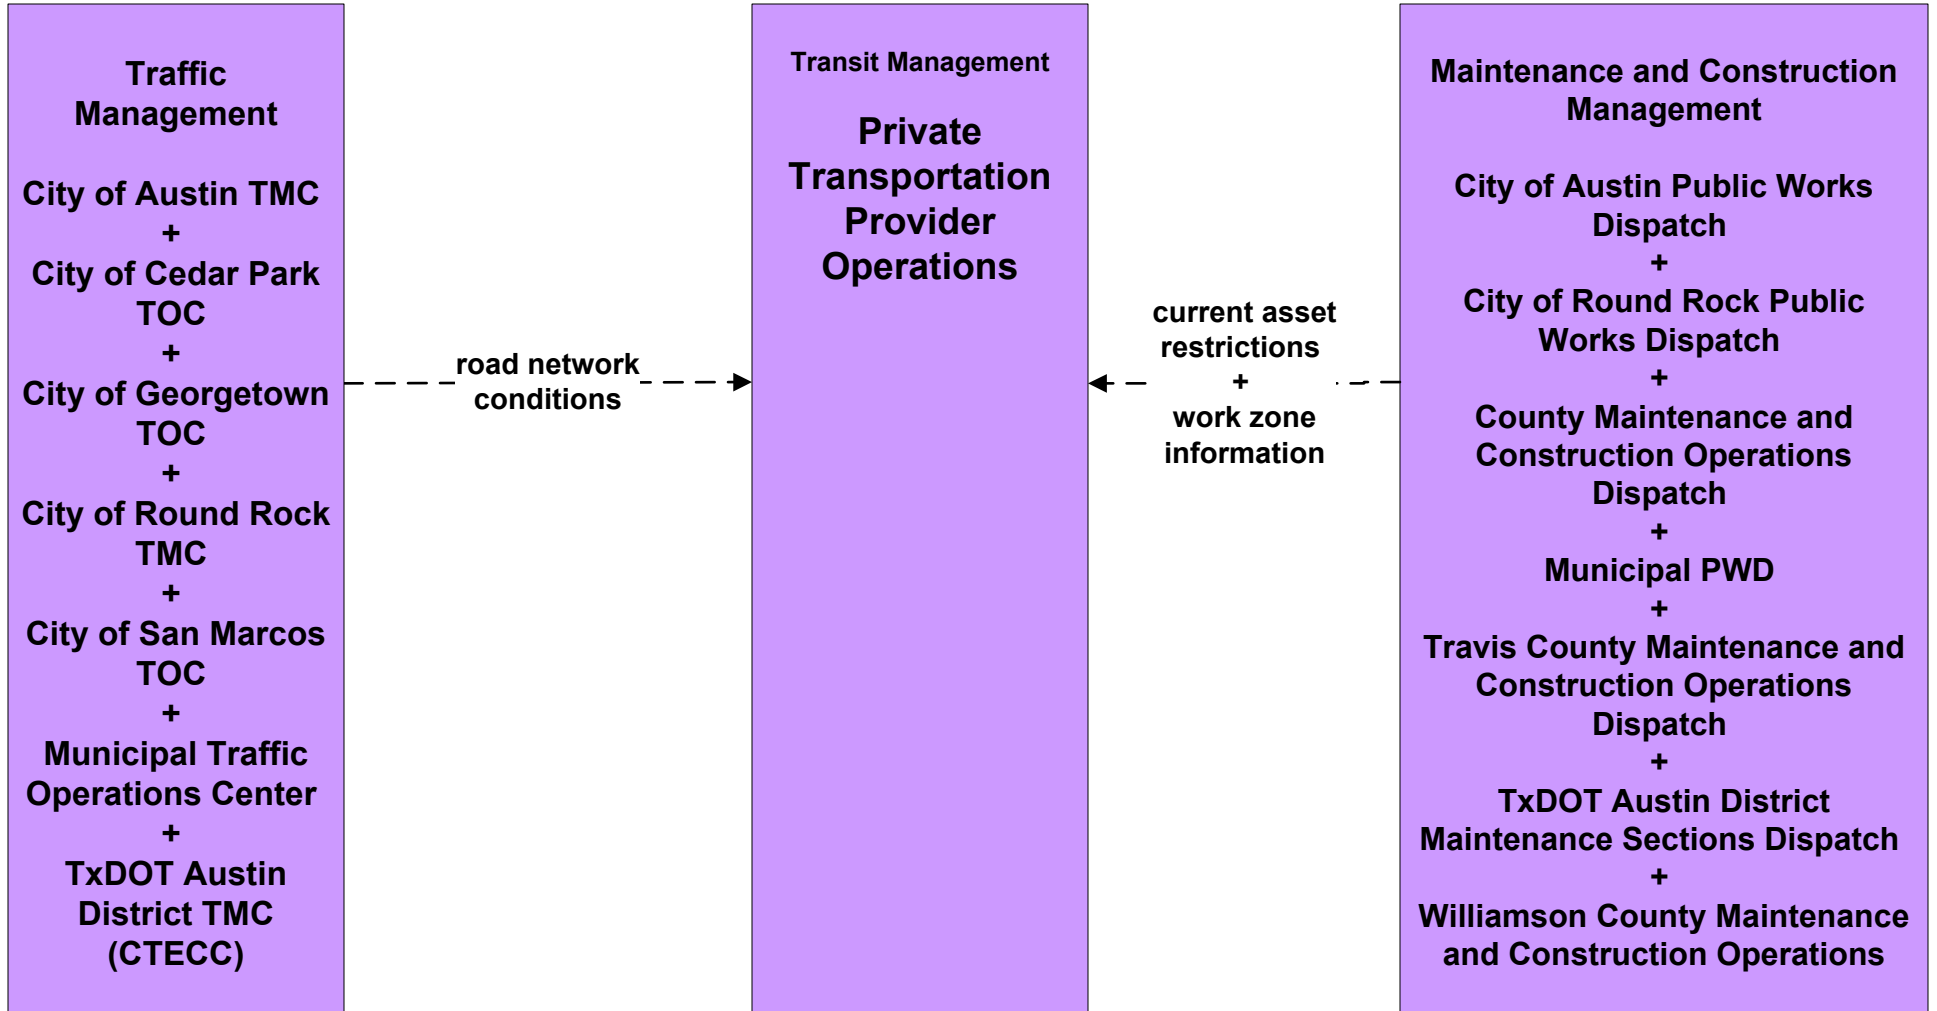 Traffic
Management
City of Austin TMC
+
City of Cedar Park
TOC
+
City of Georgetown
TOC
+
City of Round Rock
TMC
+
City of San Marcos
TOC
+
Municipal Traffic
Operations Center
+
TxDOT Austin
District TMC
(CTECC)
road network
conditions
Transit Management
Private
Transportation
Provider
Operations
current asset
restrictions
+
work zone
information
Maintenance and Construction
Management
City of Austin Public Works
Dispatch
+
City of Round Rock Public
Works Dispatch
+
County Maintenance and
Construction Operations
Dispatch
+
Municipal PWD
+
Travis County Maintenance and
Construction Operations
Dispatch
+
TxDOT Austin District
Maintenance Sections Dispatch
+
Williamson County Maintenance
and Construction Operations